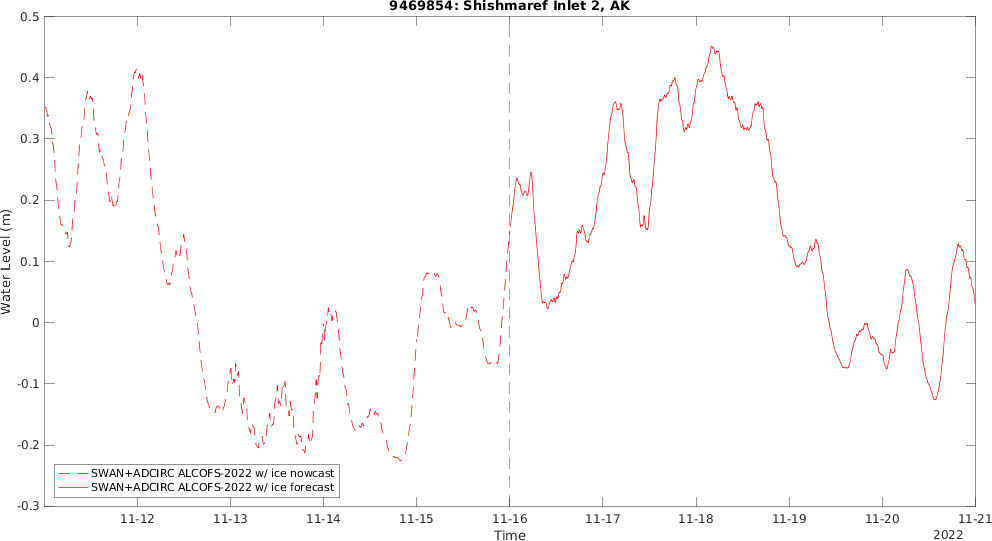 9469854: Shishmaref Inlet 2, AK
0.5
0.4
0.3
0.2
0.1
0
-0.1
-0.2
-0.3
Water Level (m)
SWAN+ADCIRC ALCOFS-2022 w/ ice nowcast
SWAN+ADCIRC ALCOFS-2022 w/ ice forecast
11-12 11-13 11-14 11-15 11-16 11-17 11-18 11-19 11-20 11-21
Time
2022